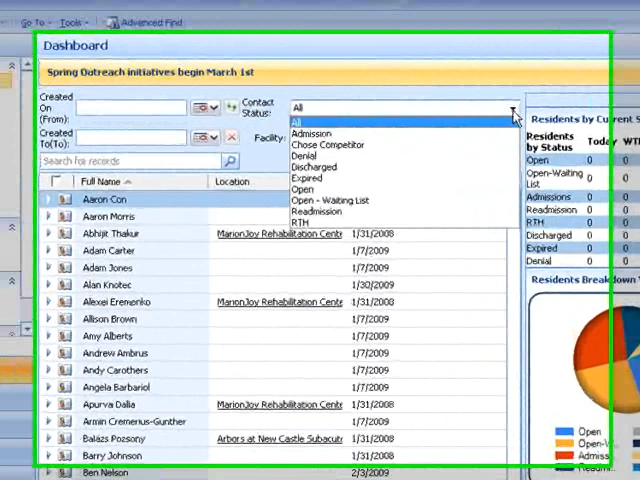 Go To Tools Advanced Find
Dashboard
Spring Outreach initiatives begin March 1st
Created On (From):
Contact Status: All
Created To(To):
Facility:
Search for records
All
Admission
Chose Competitor
Denial
Discharged
Expired
Open
Open - Waiting List
Readmission
RTH
Full Name Location
Aaron Con
Aaron Morris
Abhijit Thakur MarionJoy Rehabilitation Cente 1/31/2008
Adam Carter 1/7/2009
Adam Jones 1/7/2009
Alan Knotec 1/30/2009
Alexei Eremenko MarionJoy Rehabilitation Cente 1/31/2008
Allison Brown 1/7/2009
Amy Alberts 1/7/2009
Andrew Ambrus 1/7/2009
Andy Carothers 1/7/2009
Angela Barbariol 1/7/2009
Apurva Dalia MarionJoy Rehabilitation Cente 1/31/2008
Armin Cremerius-Gunther 1/7/2009
Balazs Pozsony Arbors at New Castle Subacute 1/31/2008
Barry Johnson 1/7/2009
Ben Nelson 2/3/2009
Residents by Current S
Residents by Status Today WT
Open 0 0
Open-Waiting List 0 0
Admissions 0 0
Readmission 0 0
RTH 0 0
Discharged 0 0
Expired 0 0
Denial 0 0
Residents Breakdown
Open
Open-W
Admiss
Readmi